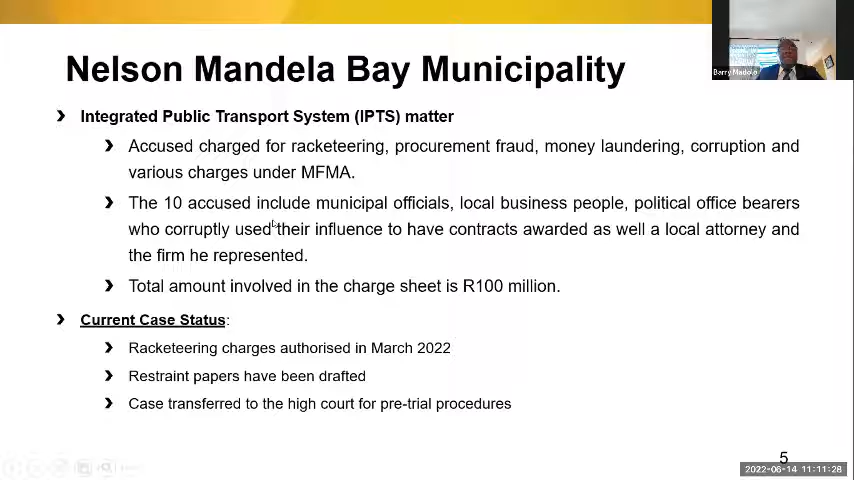 Nelson Mandela Bay Municipality
Barry Madolo
❯ Integrated Public Transport System (IPTS) matter
❯ Accused charged for racketeering, procurement fraud, money laundering, corruption and
various charges under MFMA.
❯ The 10 accused include municipal officials, local business people, political office bearers
who corruptly used their influence to have contracts awarded as well a local attorney and
the firm he represented.
❯ Total amount involved in the charge sheet is R100 million.
❯ Current Case Status:
❯ Racketeering charges authorised in March 2022
❯ Restraint papers have been drafted
❯ Case transferred to the high court for pre-trial procedures
5
2022-06-14 11:11:28